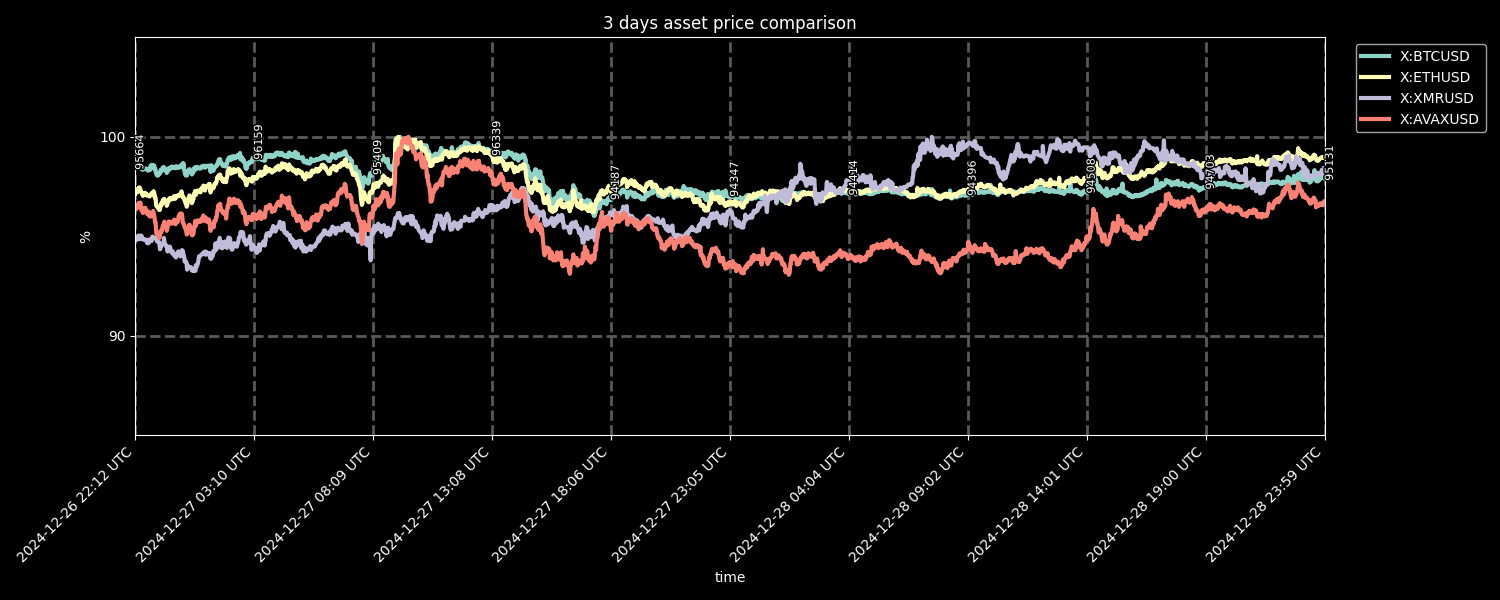 3 days asset price comparison
X:BTCUSD
X:ETHUSD
X:XMRUSD
X:AVAXUSD
100
90
%
95664
96159
95409
96339
94187
94347
94414
94396
94508
94703
95131
2024-12-26 22:12 UTC
2024-12-27 03:10 UTC
2024-12-27 08:09 UTC
2024-12-27 13:08 UTC
2024-12-27 18:06 UTC
2024-12-27 23:05 UTC
2024-12-28 04:04 UTC
2024-12-28 09:02 UTC
2024-12-28 14:01 UTC
2024-12-28 19:00 UTC
2024-12-28 23:59 UTC
time